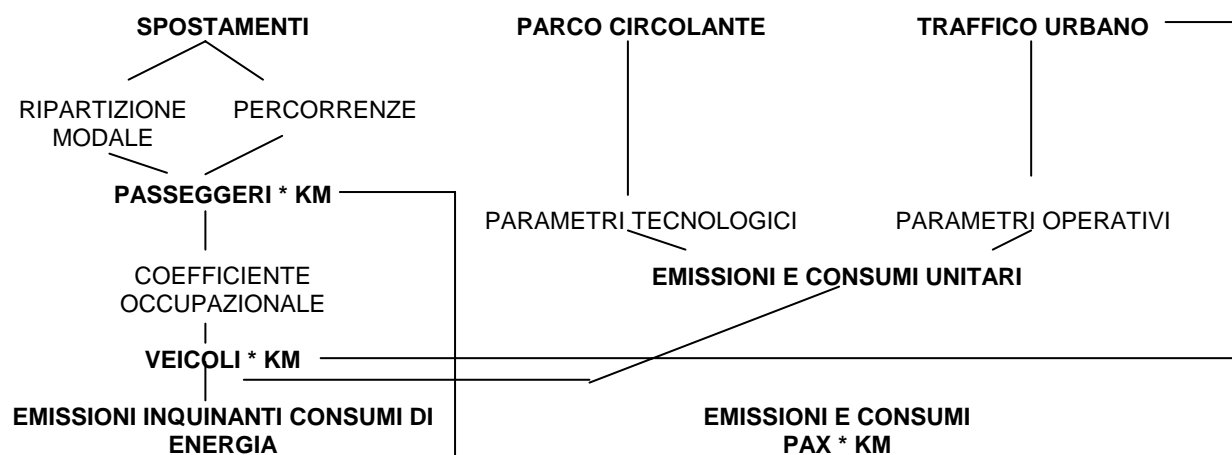 SPOSTAMENTI
PARCO CIRCOLANTE
TRAFFICO URBANO
RIPARTIZIONE
MODALE
PERCORRENZE
PASSEGGERI * KM
PARAMETRI TECNOLOGICI
PARAMETRI OPERATIVI
COEFFICIENTE
OCCUPAZIONALE
EMISSIONI E CONSUMI UNITARI
VEICOLI * KM
EMISSIONI INQUINANTI CONSUMI DI
ENERGIA
EMISSIONI E CONSUMI
PAX * KM